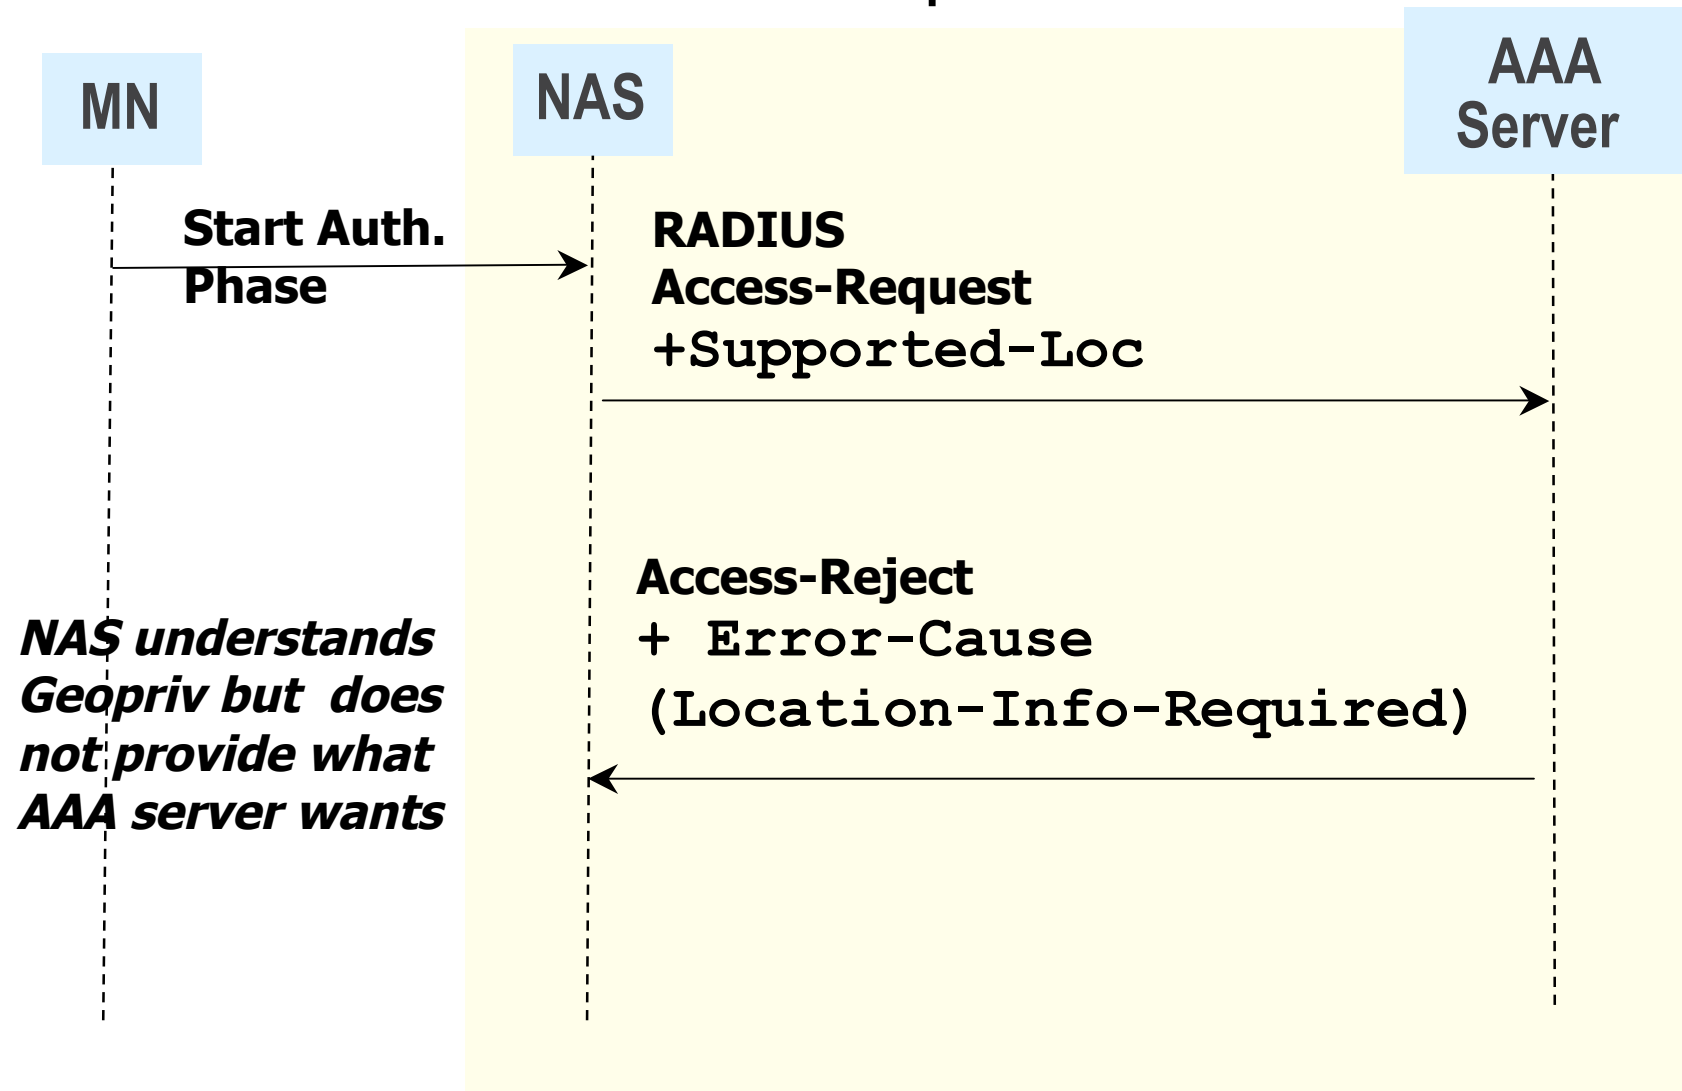 MN
NAS
AAA
Server
Start Auth.
Phase
RADIUS
Access-Request
+Supported-Loc
Access-Reject
+ Error-Cause
(Location-Info-Required)
NAS understands
Geopriv but  does
not provide what
AAA server wants